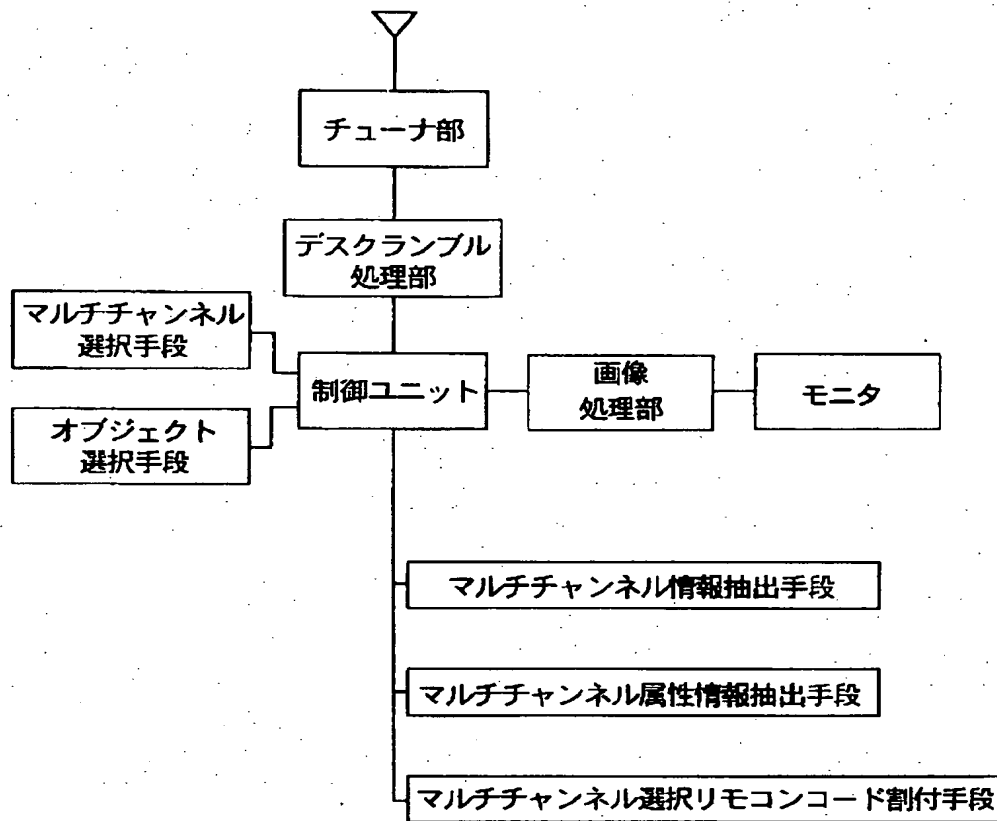 チューナ部
デスクランブル
処理部
マルチチャンネル
選択手段
制御ユニット
画像
処理部
モニタ
オブジェクト
選択手段
マルチチャンネル情報抽出手段
マルチチャンネル属性情報抽出手段
マルチチャンネル選択リモコンコード割付手段